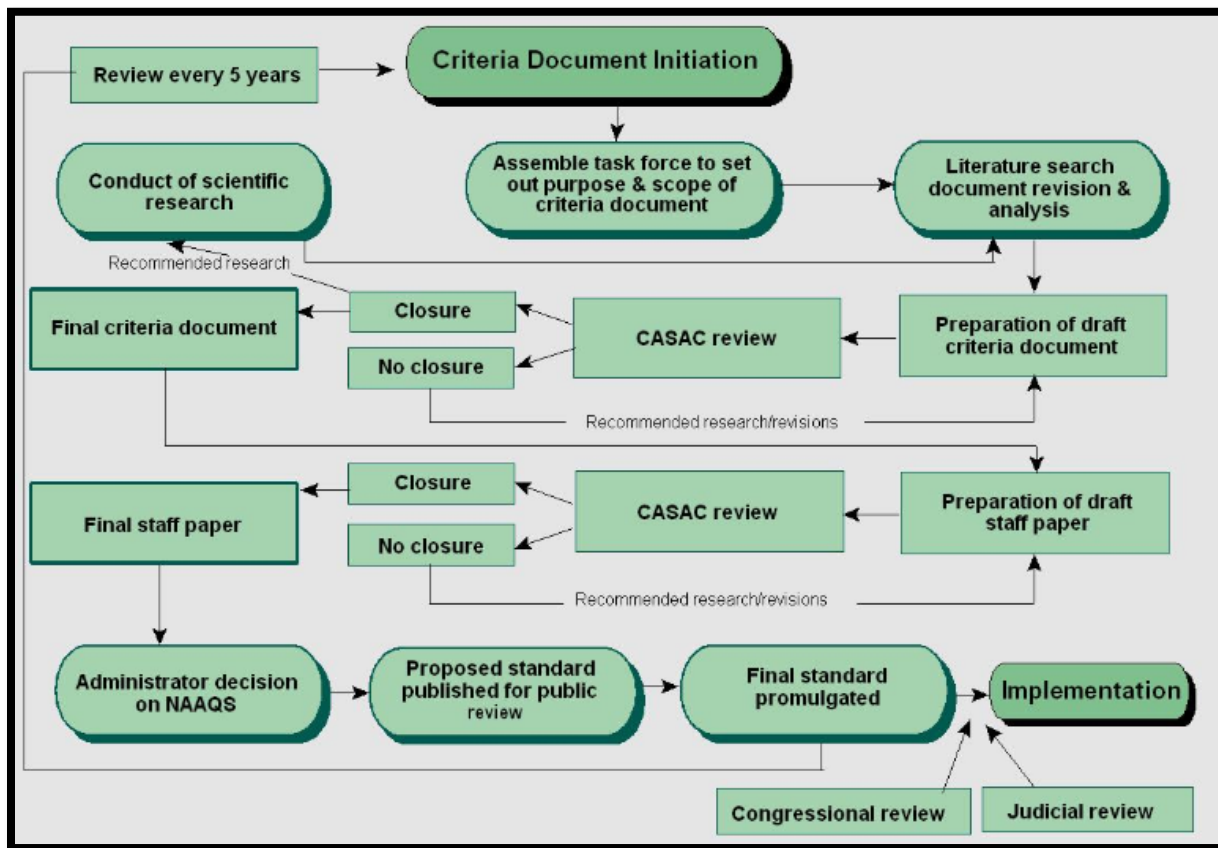 Review every 5 years
Criteria Document Initiation
Conduct of scientific
research
Assemble task force to set
out purpose & scope of
criteria document
Literature search
document revision &
analysis
Recommended research
Final criteria document
Closure
No closure
CASAC review
Preparation of draft
criteria document
Recommended research/revisions
Final staff paper
Closure
No closure
CASAC review
Preparation of draft
staff paper
Recommended research/revisions
Administrator decision
on NAAQS
Proposed standard
published for public
review
Final standard
promulgated
Implementation
Congressional review
Judicial review